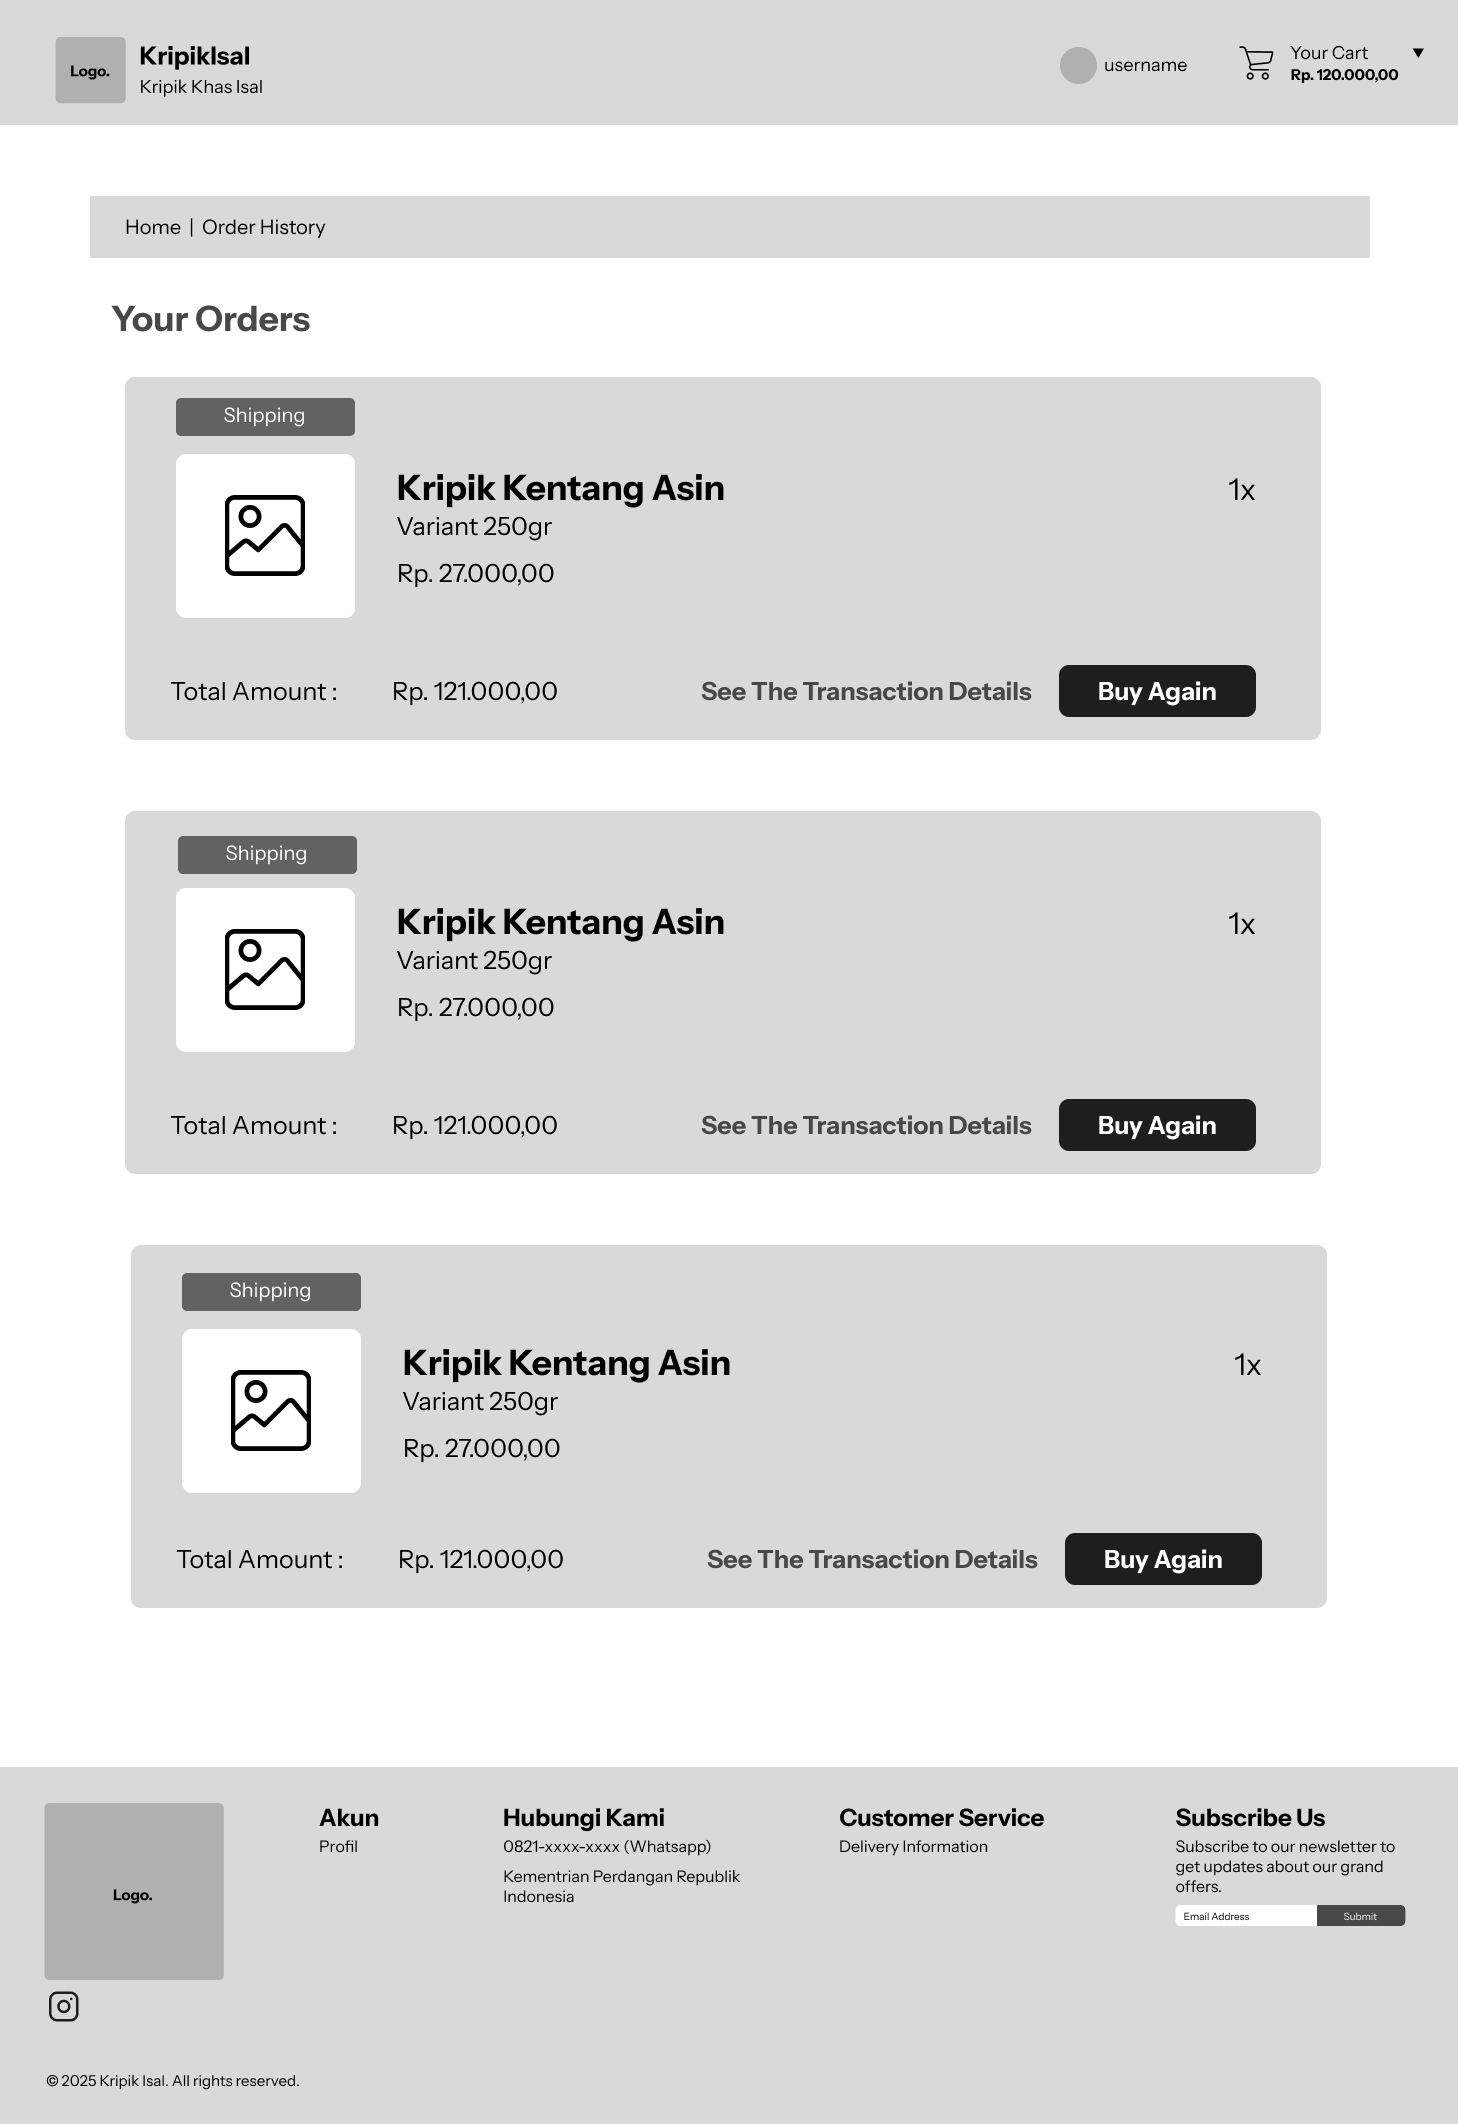 Logo.
KripikIsal
Kripik Khas Isal
username
Your Cart
▼
Rp. 120.000,00
Home | Order History
Your Orders
Shipping
Kripik Kentang Asin
1x
Variant 250gr
Rp. 27.000,00
Total Amount :
Rp. 121.000,00
See The Transaction Details
Buy Again
Shipping
Kripik Kentang Asin
1x
Variant 250gr
Rp. 27.000,00
Total Amount :
Rp. 121.000,00
See The Transaction Details
Buy Again
Shipping
Kripik Kentang Asin
1x
Variant 250gr
Rp. 27.000,00
Total Amount :
Rp. 121.000,00
See The Transaction Details
Buy Again
Logo.
Akun
Profil
Hubungi Kami
0821-xxxx-xxxx (Whatsapp)
Kementrian Perdangan Republik
Indonesia
Customer Service
Delivery Information
Subscribe Us
Subscribe to our newsletter to
get updates about our grand
offers.
Email Address
Submit
© 2025 Kripik Isal. All rights reserved.